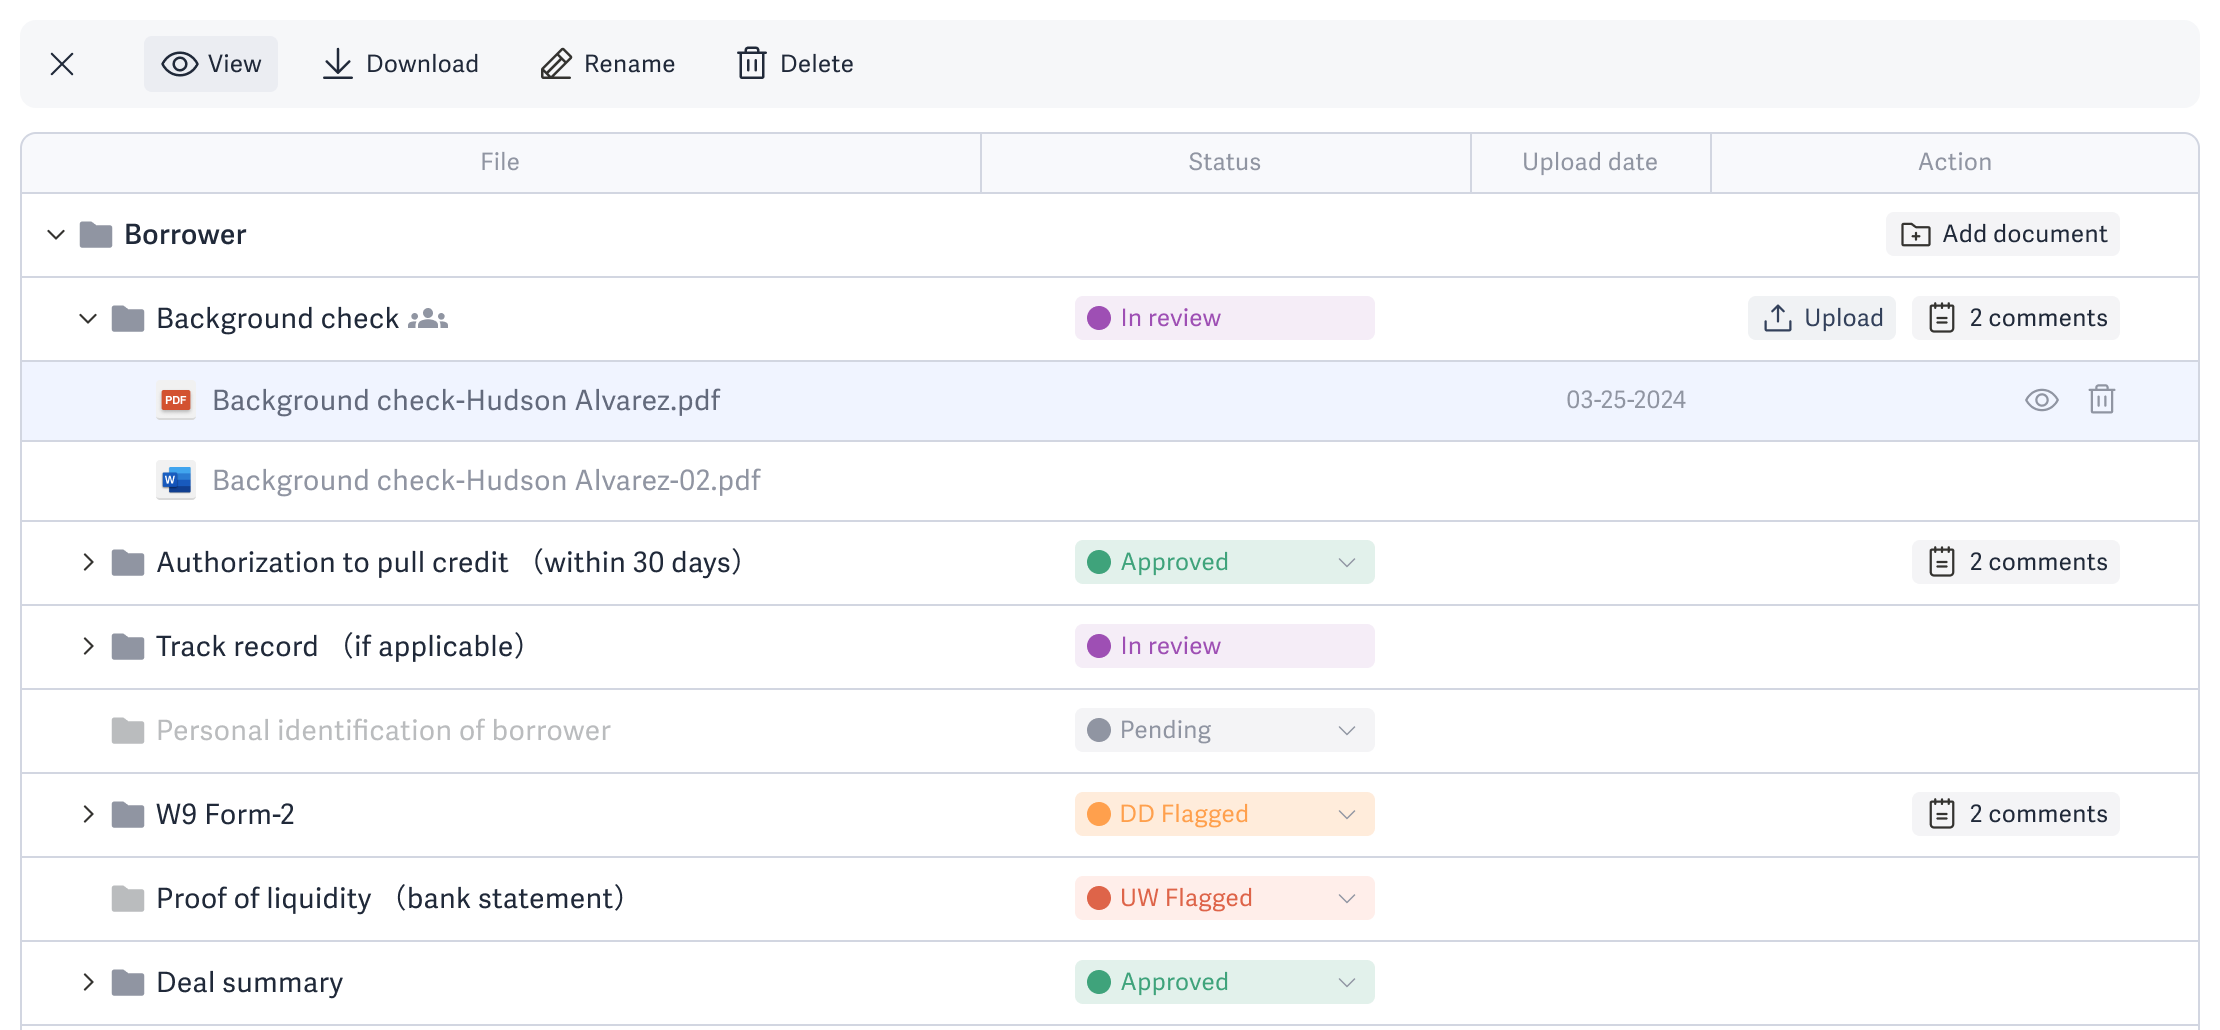 View Download Rename Delete
File Status Upload date Action
Borrower Add document
Background check In review Upload 2 comments
PDF Background check-Hudson Alvarez.pdf 03-25-2024
W Background check-Hudson Alvarez-02.pdf
Authorization to pull credit （within 30 days） Approved 2 comments
Track record （if applicable） In review
Personal identification of borrower Pending
W9 Form-2 DD Flagged 2 comments
Proof of liquidity （bank statement） UW Flagged
Deal summary Approved